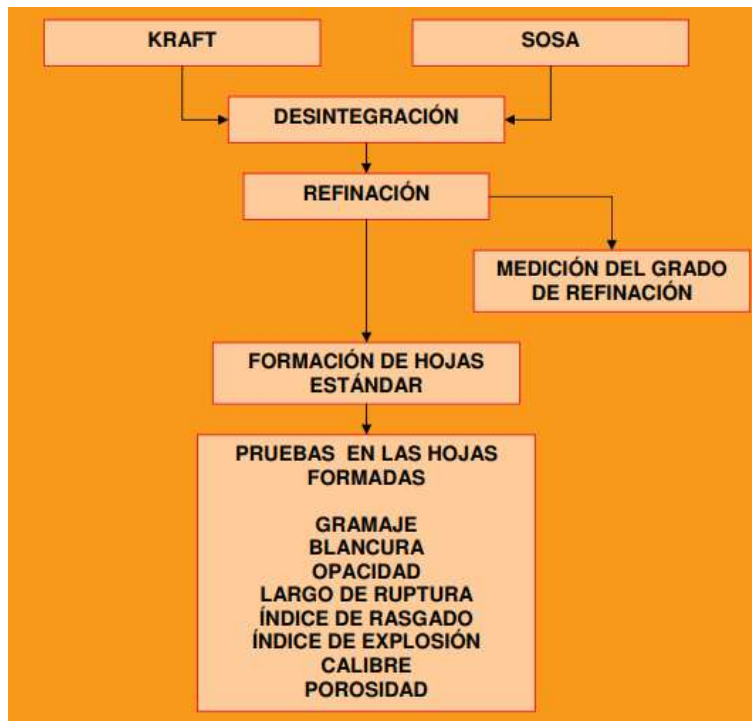 KRAFT
SOSA
DESINTEGRACIÓN
REFINACIÓN
MEDICIÓN DEL GRADO
DE REFINACIÓN
FORMACIÓN DE HOJAS
ESTÁNDAR
PRUEBAS EN LAS HOJAS
FORMADAS
GRAMAJE
BLANCURA
OPACIDAD
LARGO DE RUPTURA
ÍNDICE DE RASGADO
ÍNDICE DE EXPLOSIÓN
CALIBRE
POROSIDAD